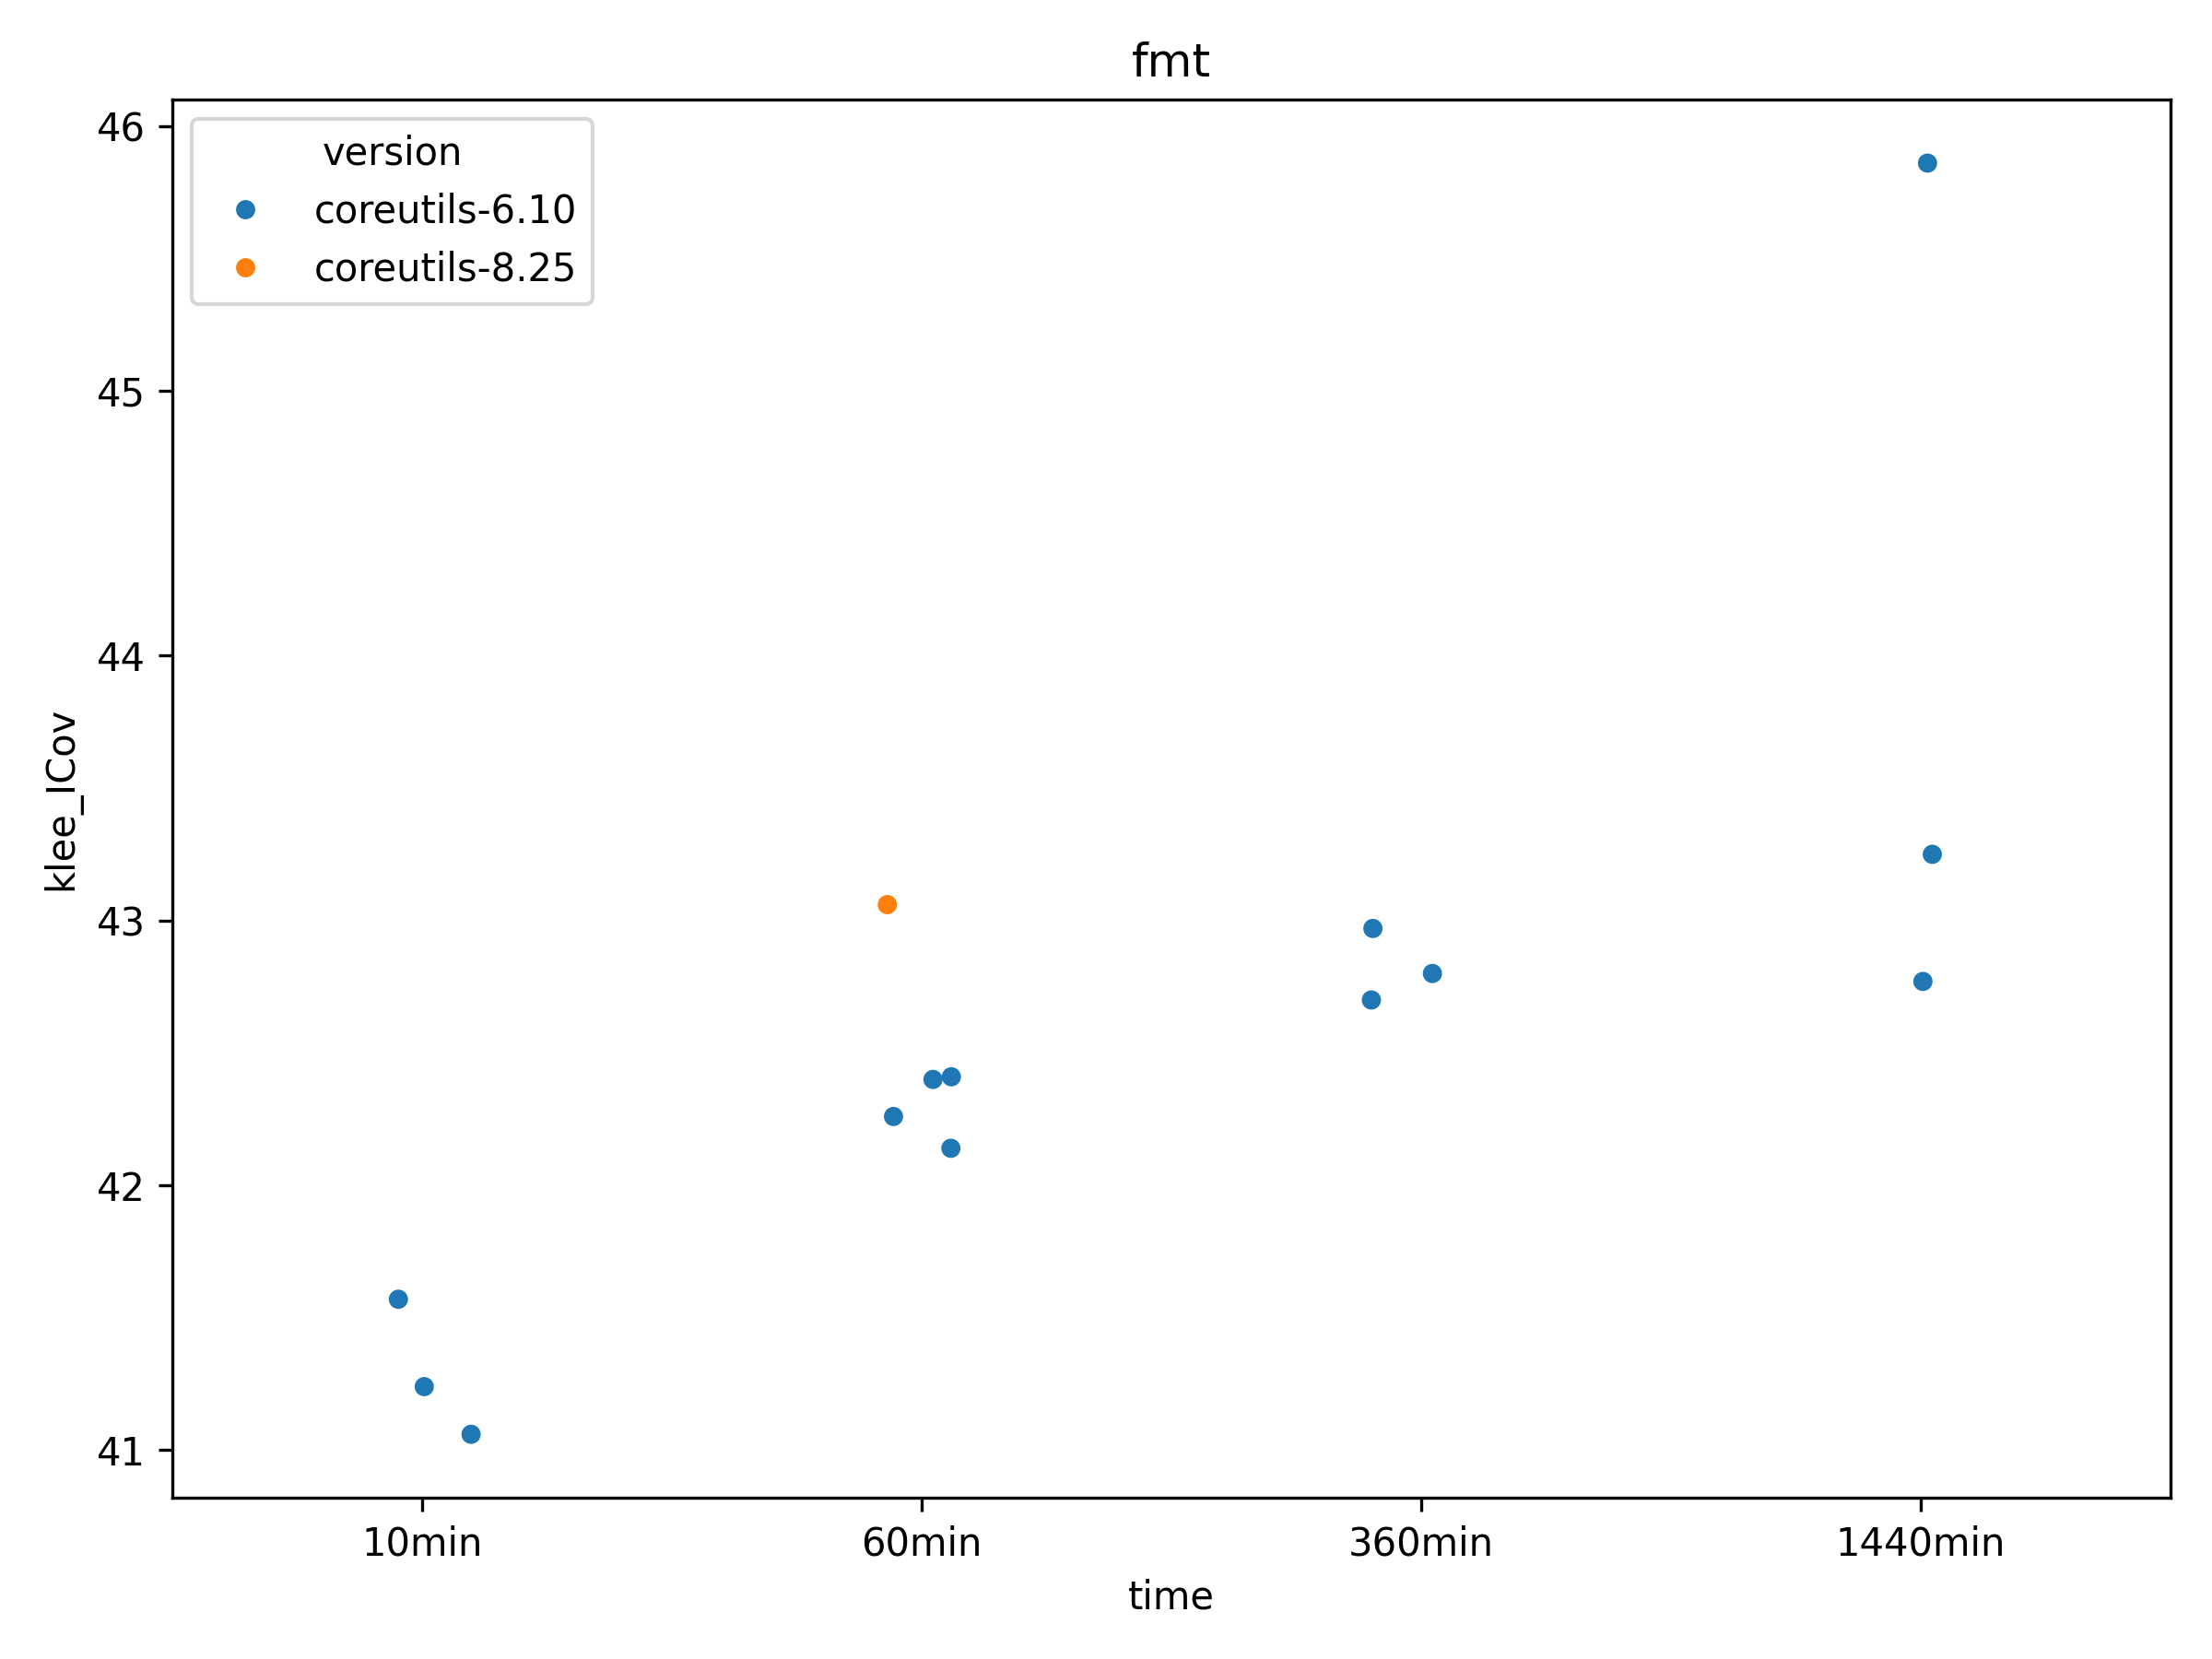 fmt
version
coreutils-6.10
coreutils-8.25
46
45
44
43
42
41
klee_ICov
10min
60min
360min
1440min
time